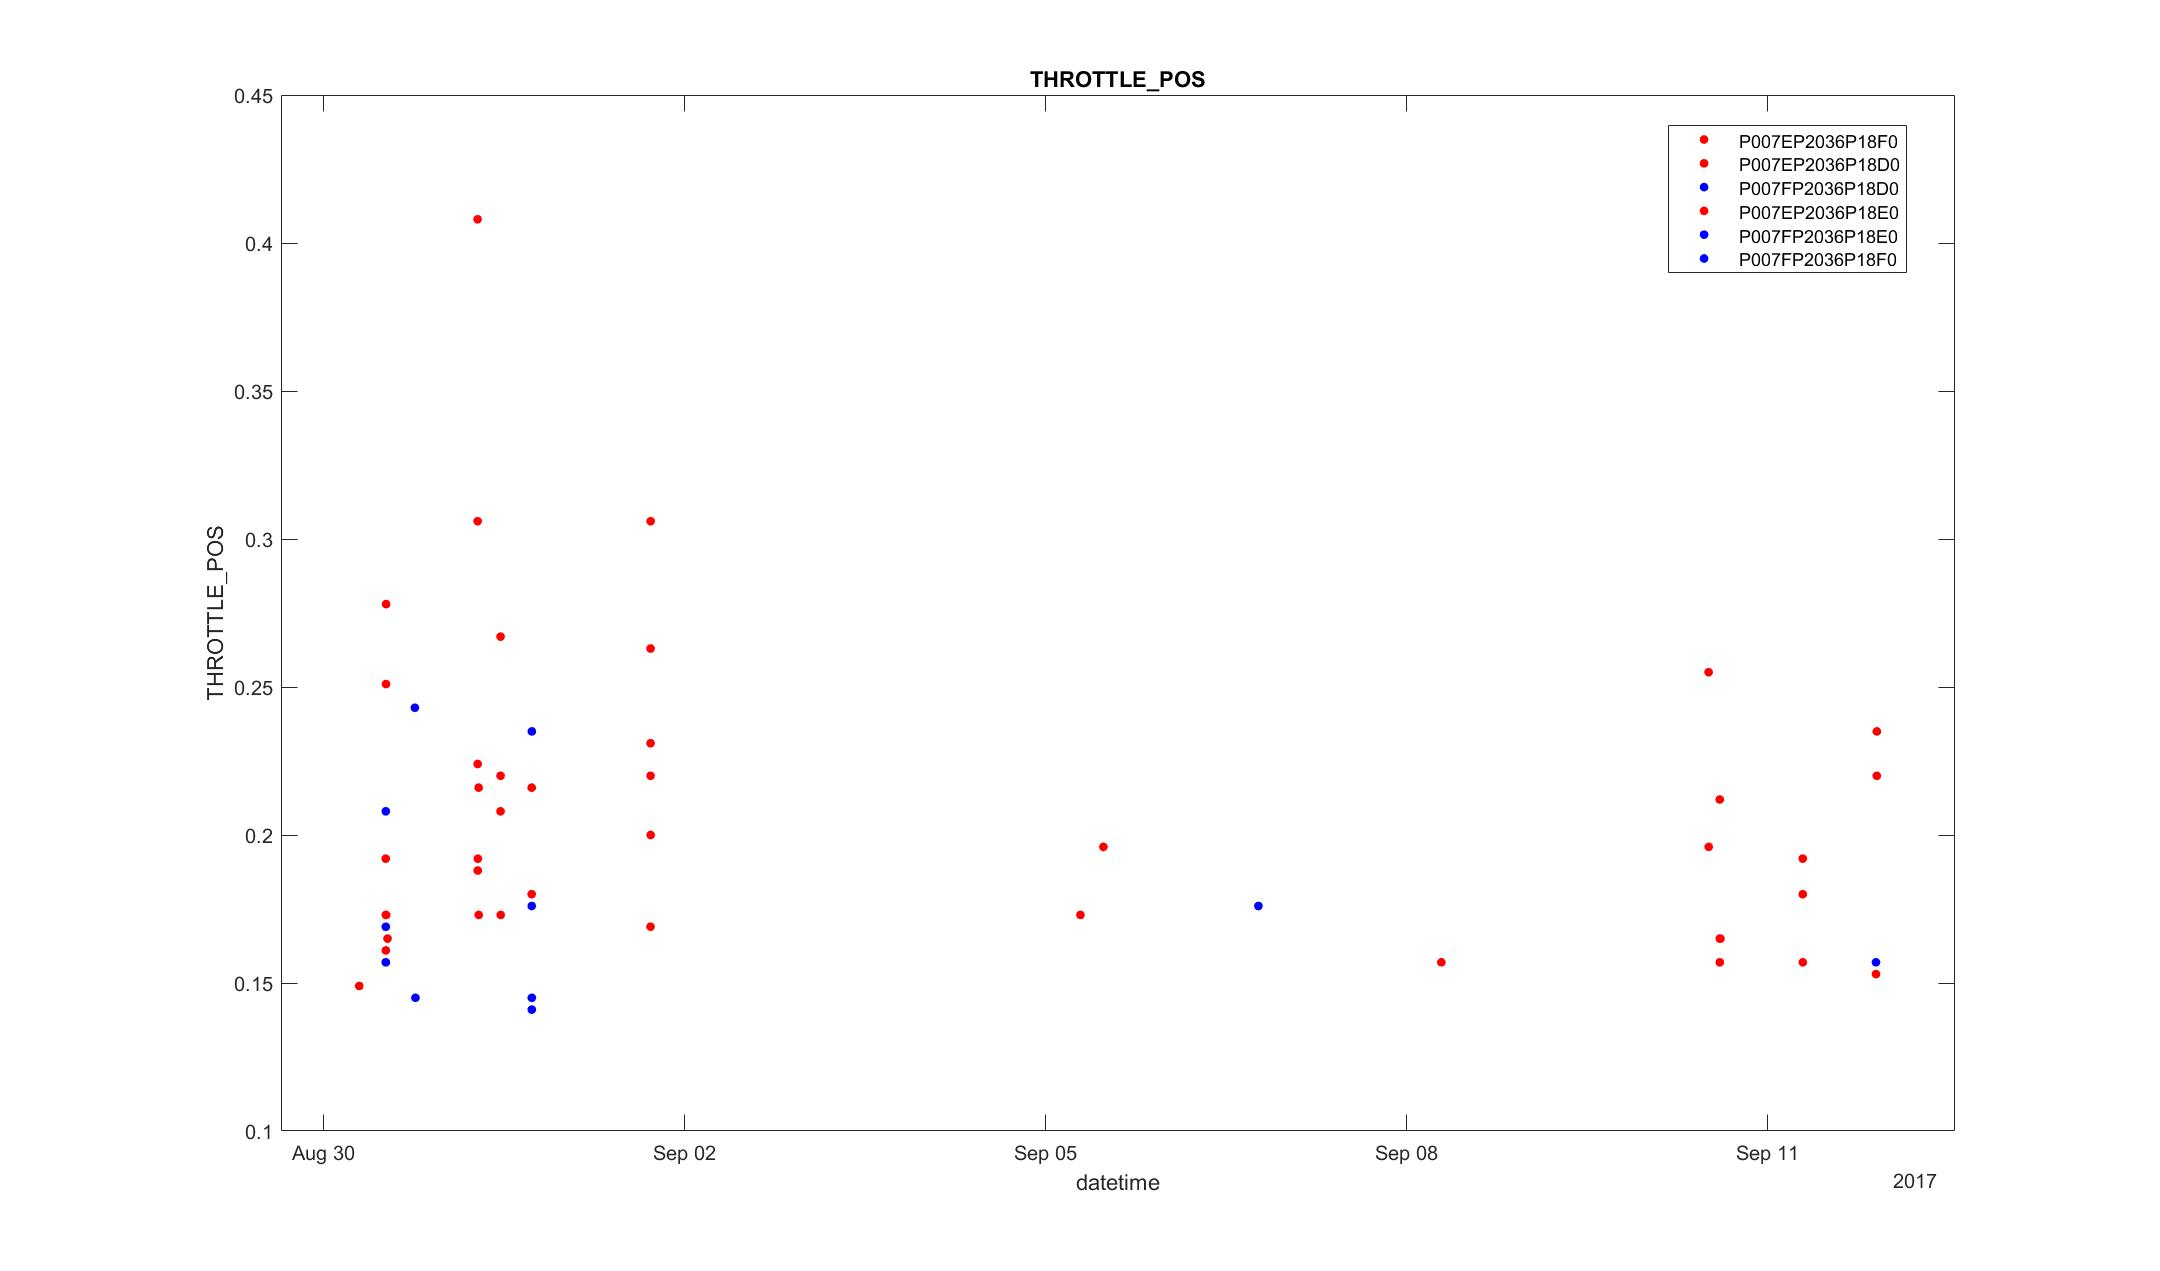 THROTTLE_POS
0.45
0.4
0.35
0.3
0.25
0.2
0.15
0.1
THROTTLE_POS
P007EP2036P18F0
P007EP2036P18D0
P007FP2036P18D0
P007EP2036P18E0
P007FP2036P18E0
P007FP2036P18F0
Aug 30 Sep 02 Sep 05 Sep 08 Sep 11
datetime
2017